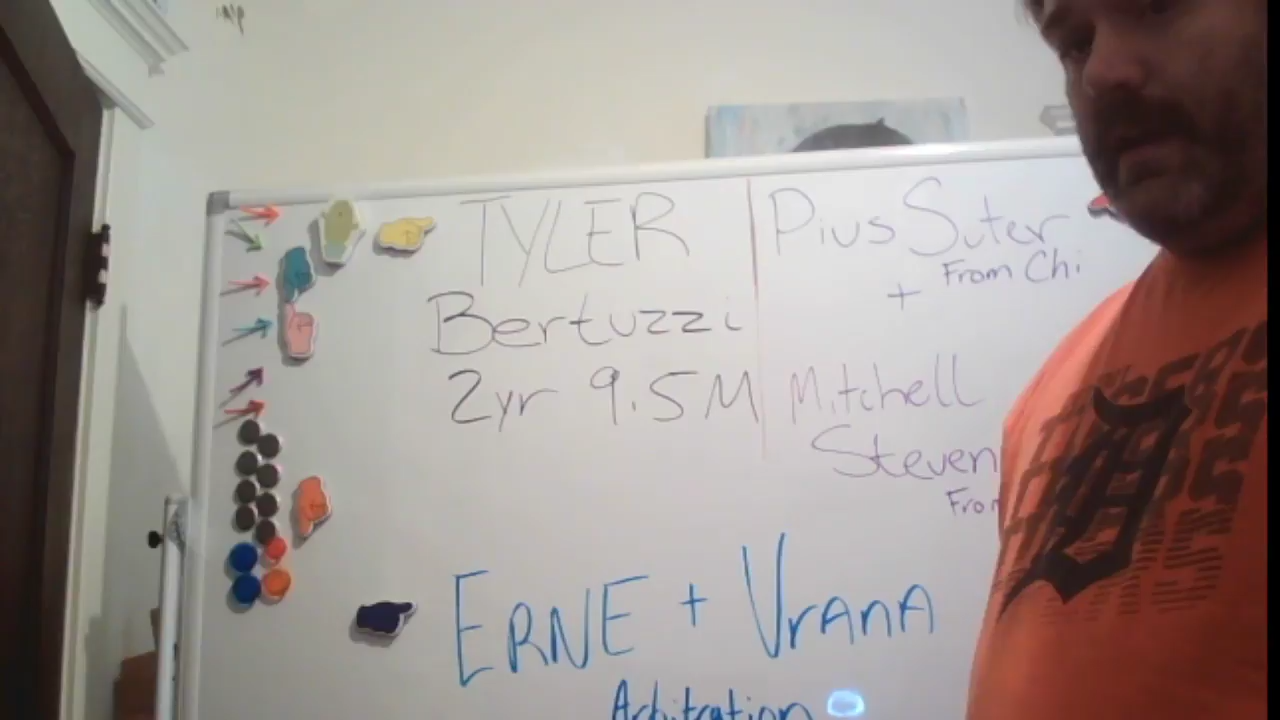 TYLER
Bertuzzi
2yr 9.5M
Pius Suter
From Chi
+
Mitchell
Steven
ERNE + VrANA
Arbitration
D